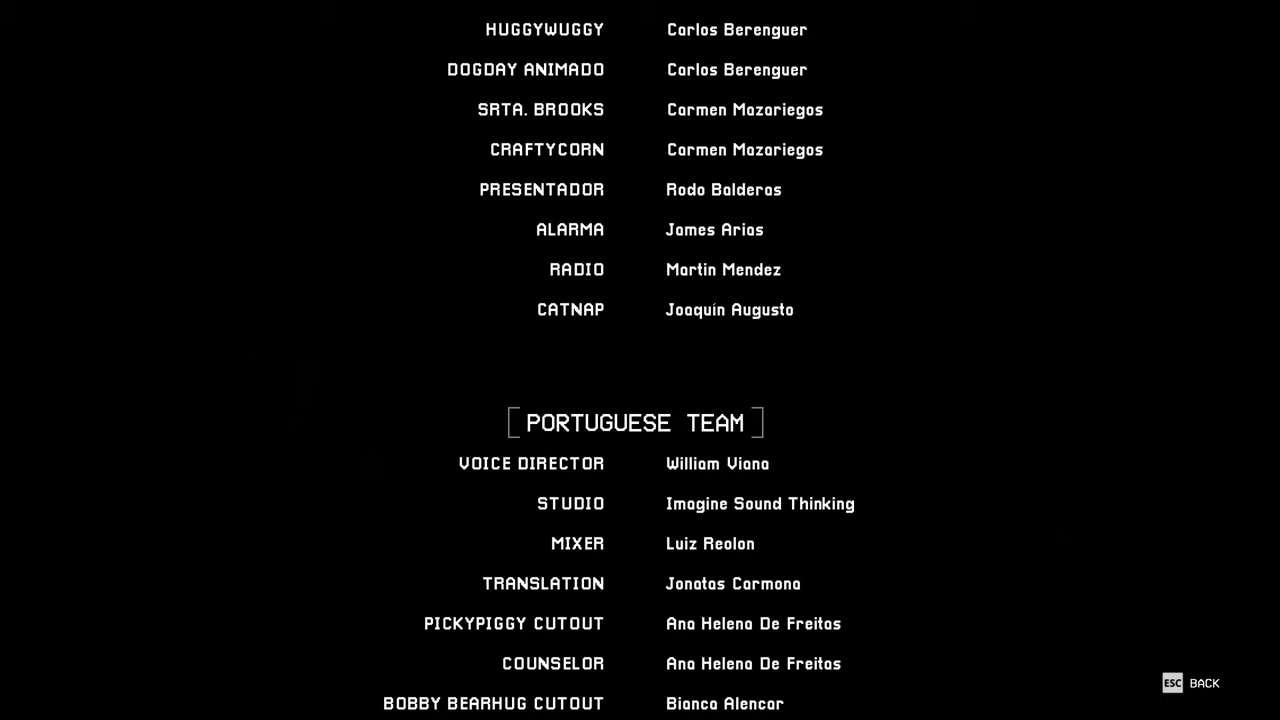 HUGGYWUGGY Carlos Berenguer
DOGDAY ANIMADO Carlos Berenguer
SRTA. BROOKS Carmen Mazariegos
CRAFTYCORN Carmen Mazariegos
PRESENTADOR Rodo Balderas
ALARMA James Arias
RADIO Martin Mendez
CATNAP Joaquín Augusto
[PORTUGUESE TEAM]
VOICE DIRECTOR William Viana
STUDIO Imagine Sound Thinking
MIXER Luiz Reolon
TRANSLATION Jonatas Carmona
PICKYPIGGY CUTOUT Ana Helena De Freitas
COUNSELOR Ana Helena De Freitas
BOBBY BEARHUG CUTOUT Bianca Alencar
ESC BACK